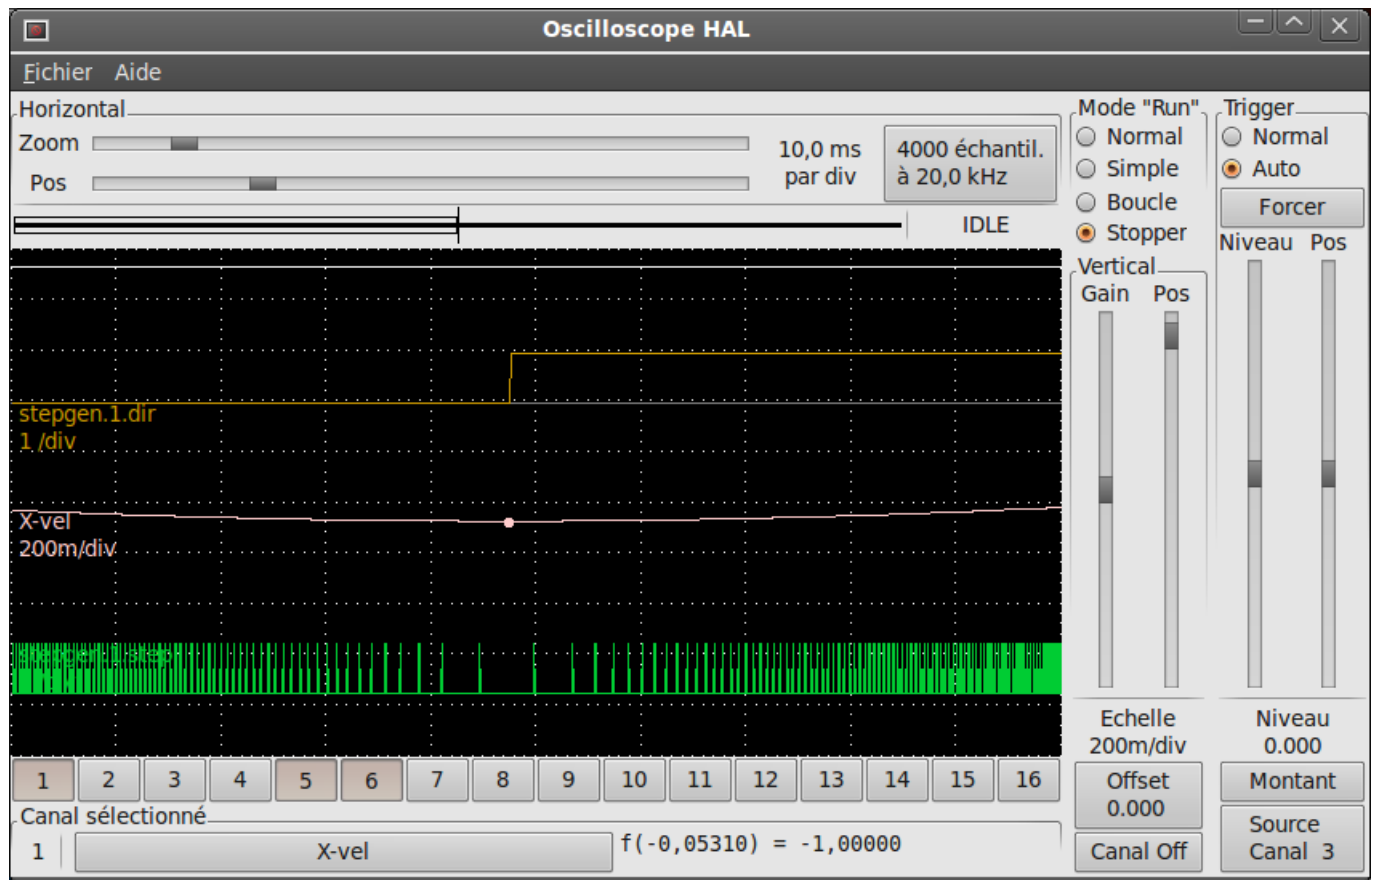 Oscilloscope HAL
Fichier Aide
Horizontal
Zoom
Pos
10,0 ms
par div
4000 échantil.
à 20,0 kHz
IDLE
Mode "Run"
Normal
Simple
Boucle
Stopper
Trigger
Normal
Auto
Forcer
Niveau Pos
Vertical
Gain Pos
stepgen.1.dir
1 /div
X-vel
200m/div
stepgen.1.step
Echelle
200m/div
Niveau
0.000
1 2 3 4 5 6 7 8 9 10 11 12 13 14 15 16
Offset
0.000
Montant
Canal sélectionné
1 X-vel f(-0,05310) = -1,00000
Canal Off
Source
Canal 3